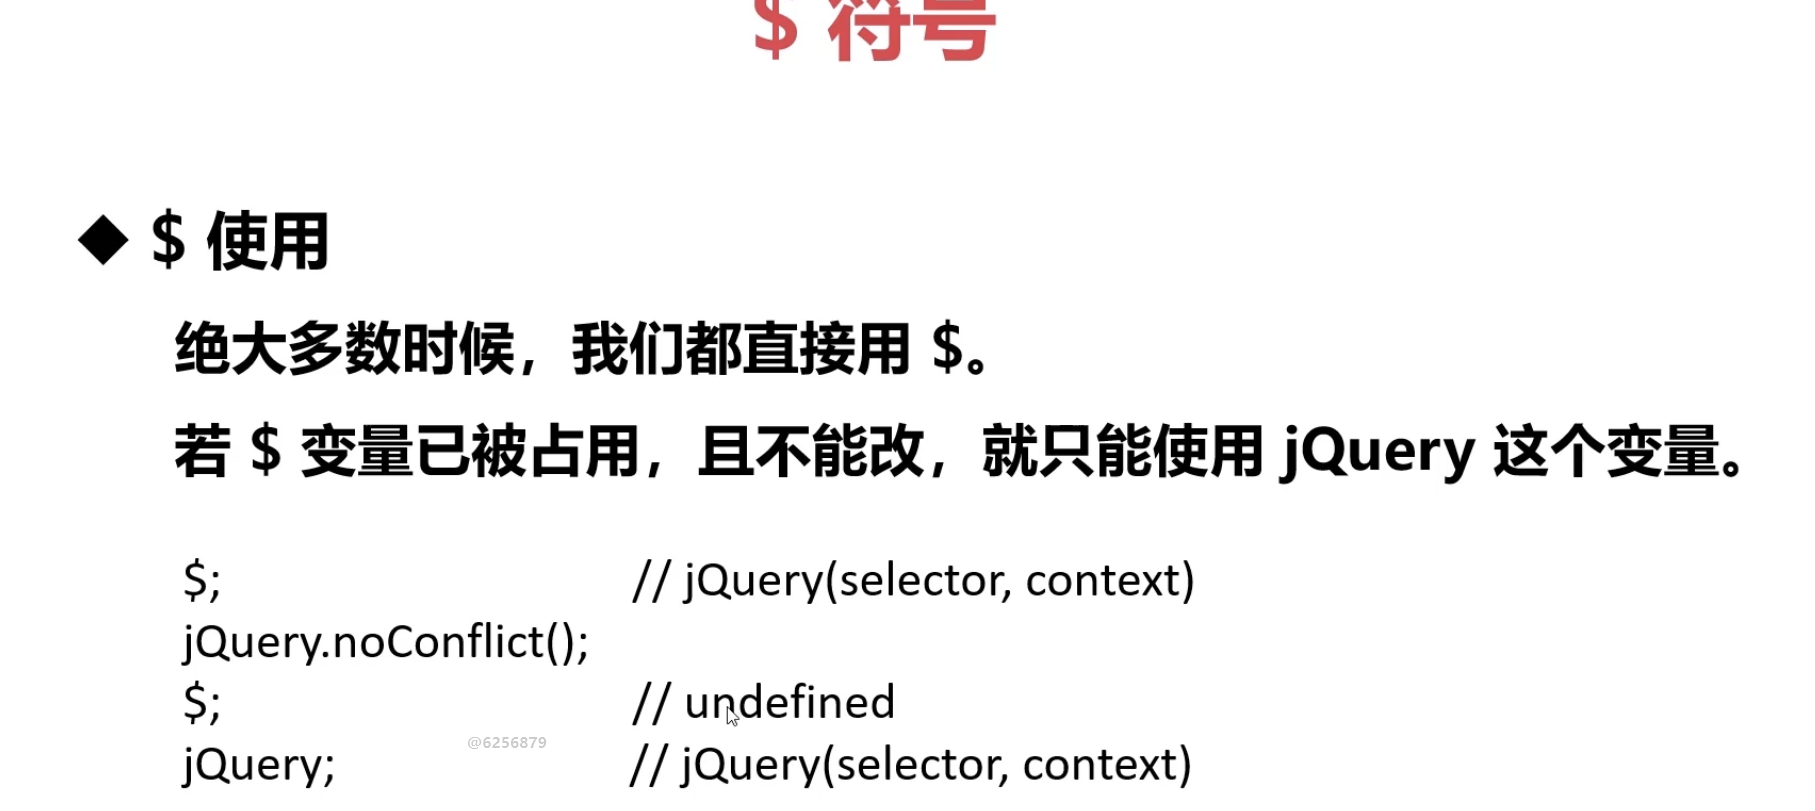 $ 符号
◆ $ 使用
绝大多数时候，我们都直接用 $。
若 $ 变量已被占用，且不能改，就只能使用 jQuery 这个变量。
$; // jQuery(selector, context)
jQuery.noConflict();
$; // undefined
@6256879
jQuery; // jQuery(selector, context)